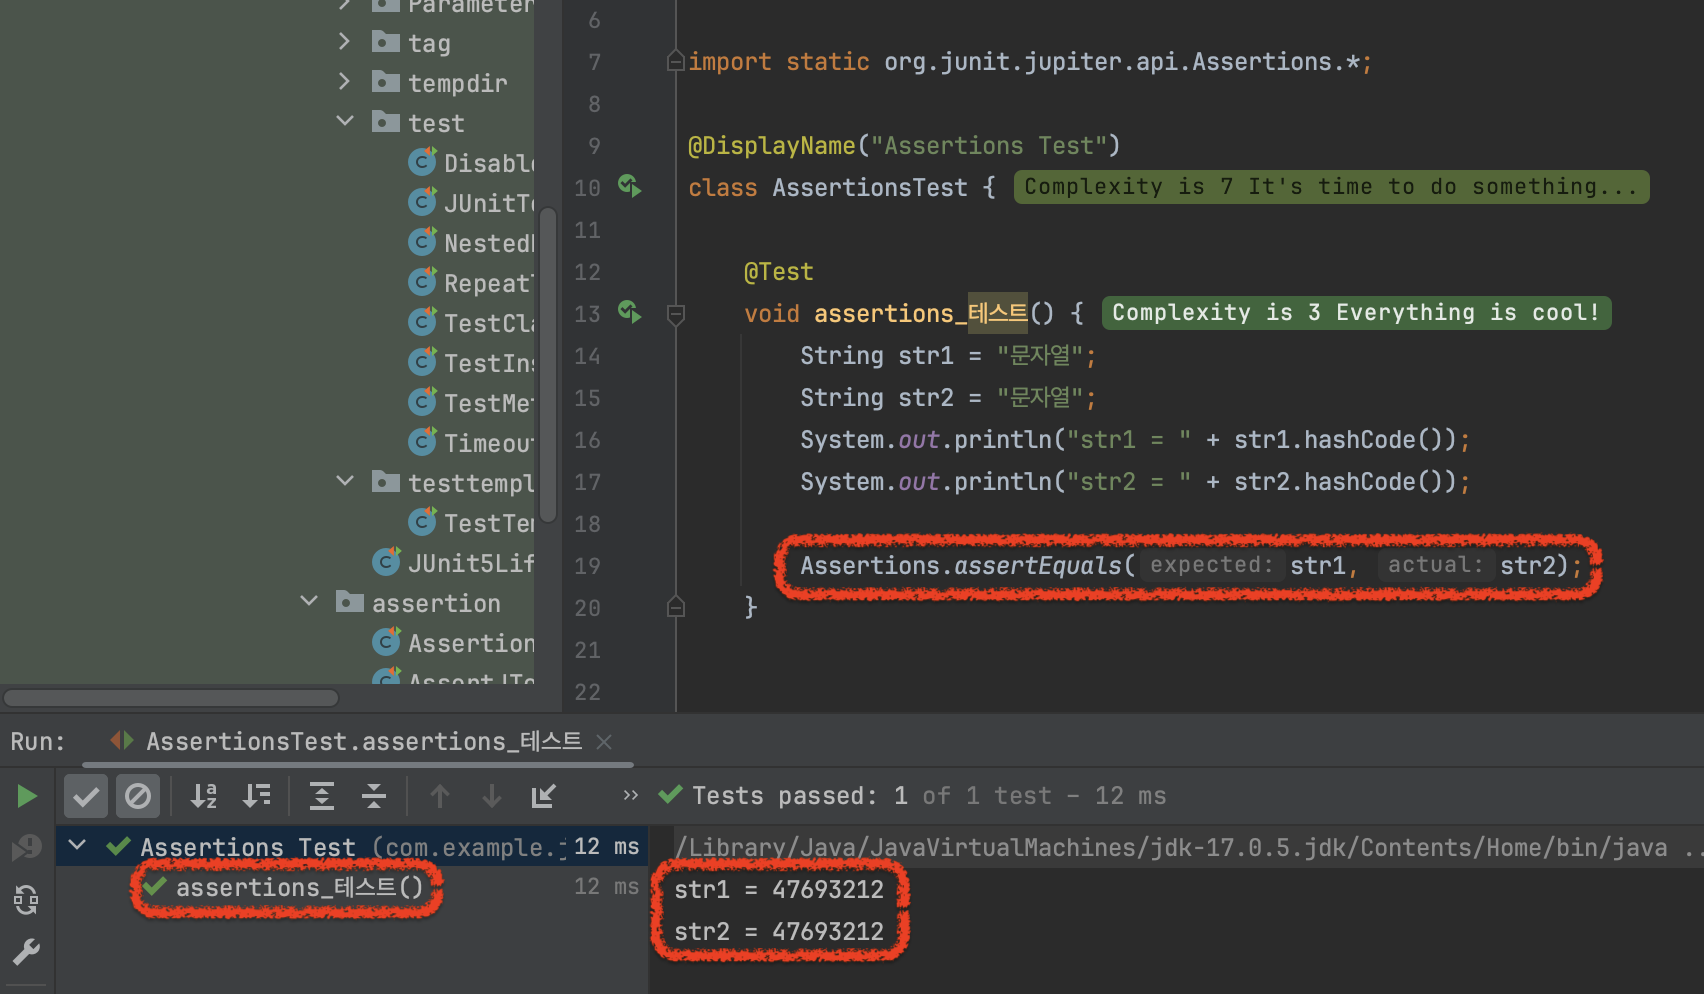 Parameter
tag
tempdir
test
Disable
JUnitTe
Nested
Repeat
TestCla
TestIns
TestMet
Timeout
testtempl
TestTem
JUnit5Lif
assertion
Assertion
AssertJTe
6
7 import static org.junit.jupiter.api.Assertions.*;
8
9 @DisplayName("Assertions Test")
10 class AssertionsTest { Complexity is 7 It's time to do something...
11
12 @Test
13 void assertions_테스트() { Complexity is 3 Everything is cool!
14 String str1 = "문자열";
15 String str2 = "문자열";
16 System.out.println("str1 = " + str1.hashCode());
17 System.out.println("str2 = " + str2.hashCode());
18
19 Assertions.assertEquals( expected: str1, actual: str2);
20 }
21
22
Run: AssertionsTest.assertions_테스트
Tests passed: 1 of 1 test – 12 ms
Assertions Test (com.example.j 12 ms
assertions_테스트() 12 ms
/Library/Java/JavaVirtualMachines/jdk-17.0.5.jdk/Contents/Home/bin/java ..
str1 = 47693212
str2 = 47693212